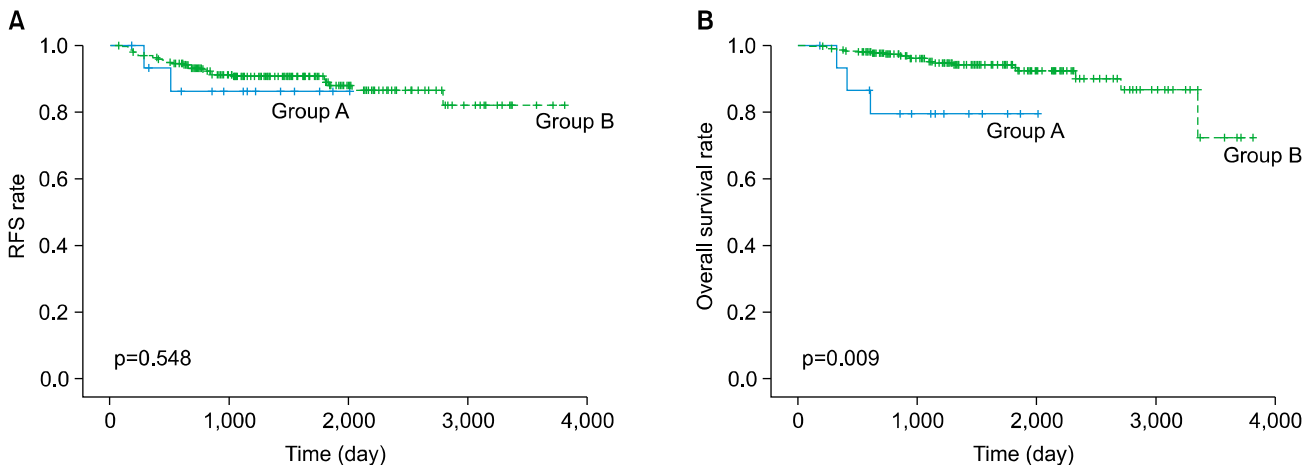 A
1.0
0.8
0.6
0.4
0.2
0.0
RFS rate
Group A
Group B
p=0.548
0 1,000 2,000 3,000 4,000
Time (day)
B
1.0
0.8
0.6
0.4
0.2
0.0
Overall survival rate
Group A
Group B
p=0.009
0 1,000 2,000 3,000 4,000
Time (day)